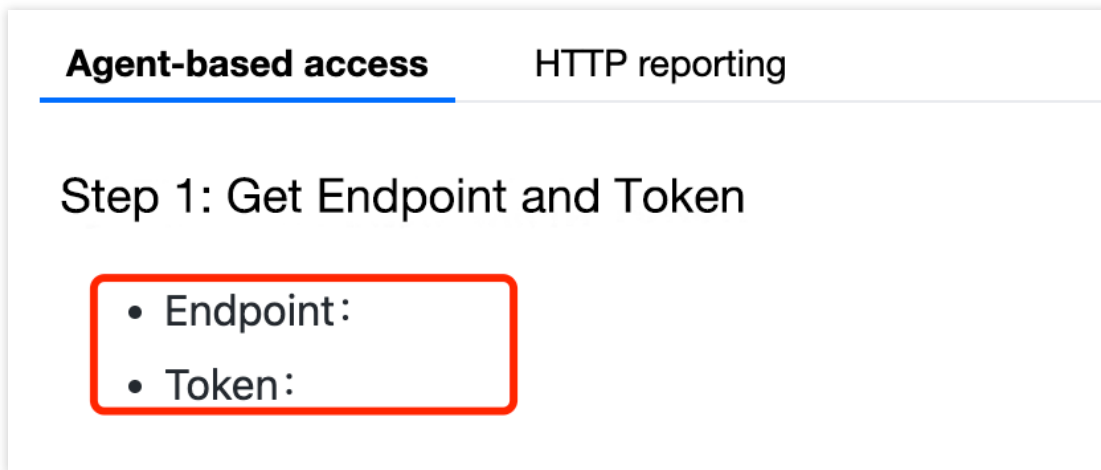 Agent-based access HTTP reporting
Step 1: Get Endpoint and Token
• Endpoint：
• Token：